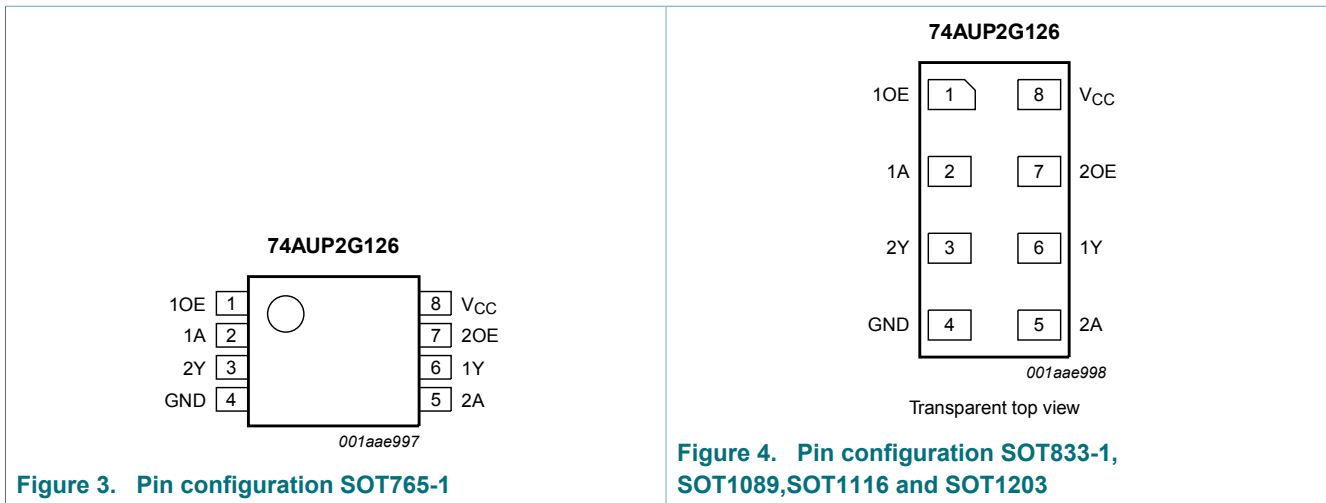 74AUP2G126
1OE 1 8 VCC
1A 2 7 2OE
2Y 3 6 1Y
GND 4 5 2A
001aae997
Figure 3. Pin configuration SOT765-1
74AUP2G126
1OE 1 8 VCC
1A 2 7 2OE
2Y 3 6 1Y
GND 4 5 2A
001aae998
Transparent top view
Figure 4. Pin configuration SOT833-1,
SOT1089,SOT1116 and SOT1203